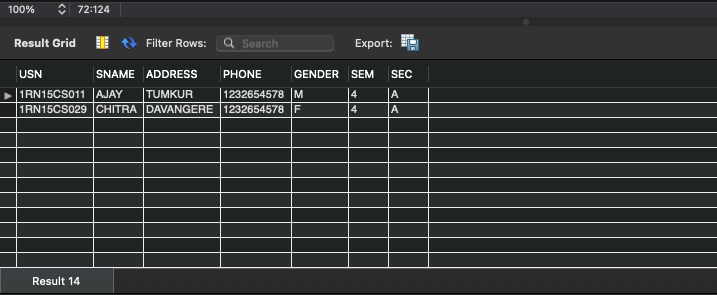 100% 72:124
Result Grid Filter Rows: Search Export:
USN SNAME ADDRESS PHONE GENDER SEM SEC
1RN15CS011 AJAY TUMKUR 1232654578 M 4 A
1RN15CS029 CHITRA DAVANGERE 1232654578 F 4 A
Result 14